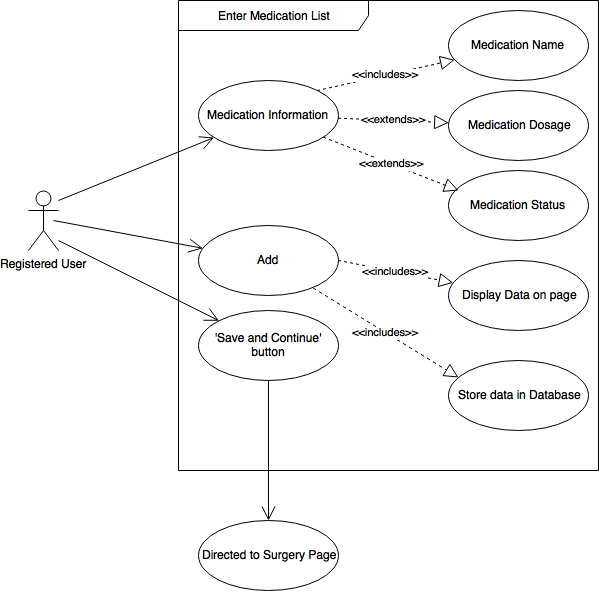 Enter Medication List
Medication Name
<<includes>>
Medication Information
<<extends>>
Medication Dosage
<<extends>>
Medication Status
Registered User
Add
<<includes>>
Display Data on page
'Save and Continue'
button
<<includes>>
Store data in Database
Directed to Surgery Page